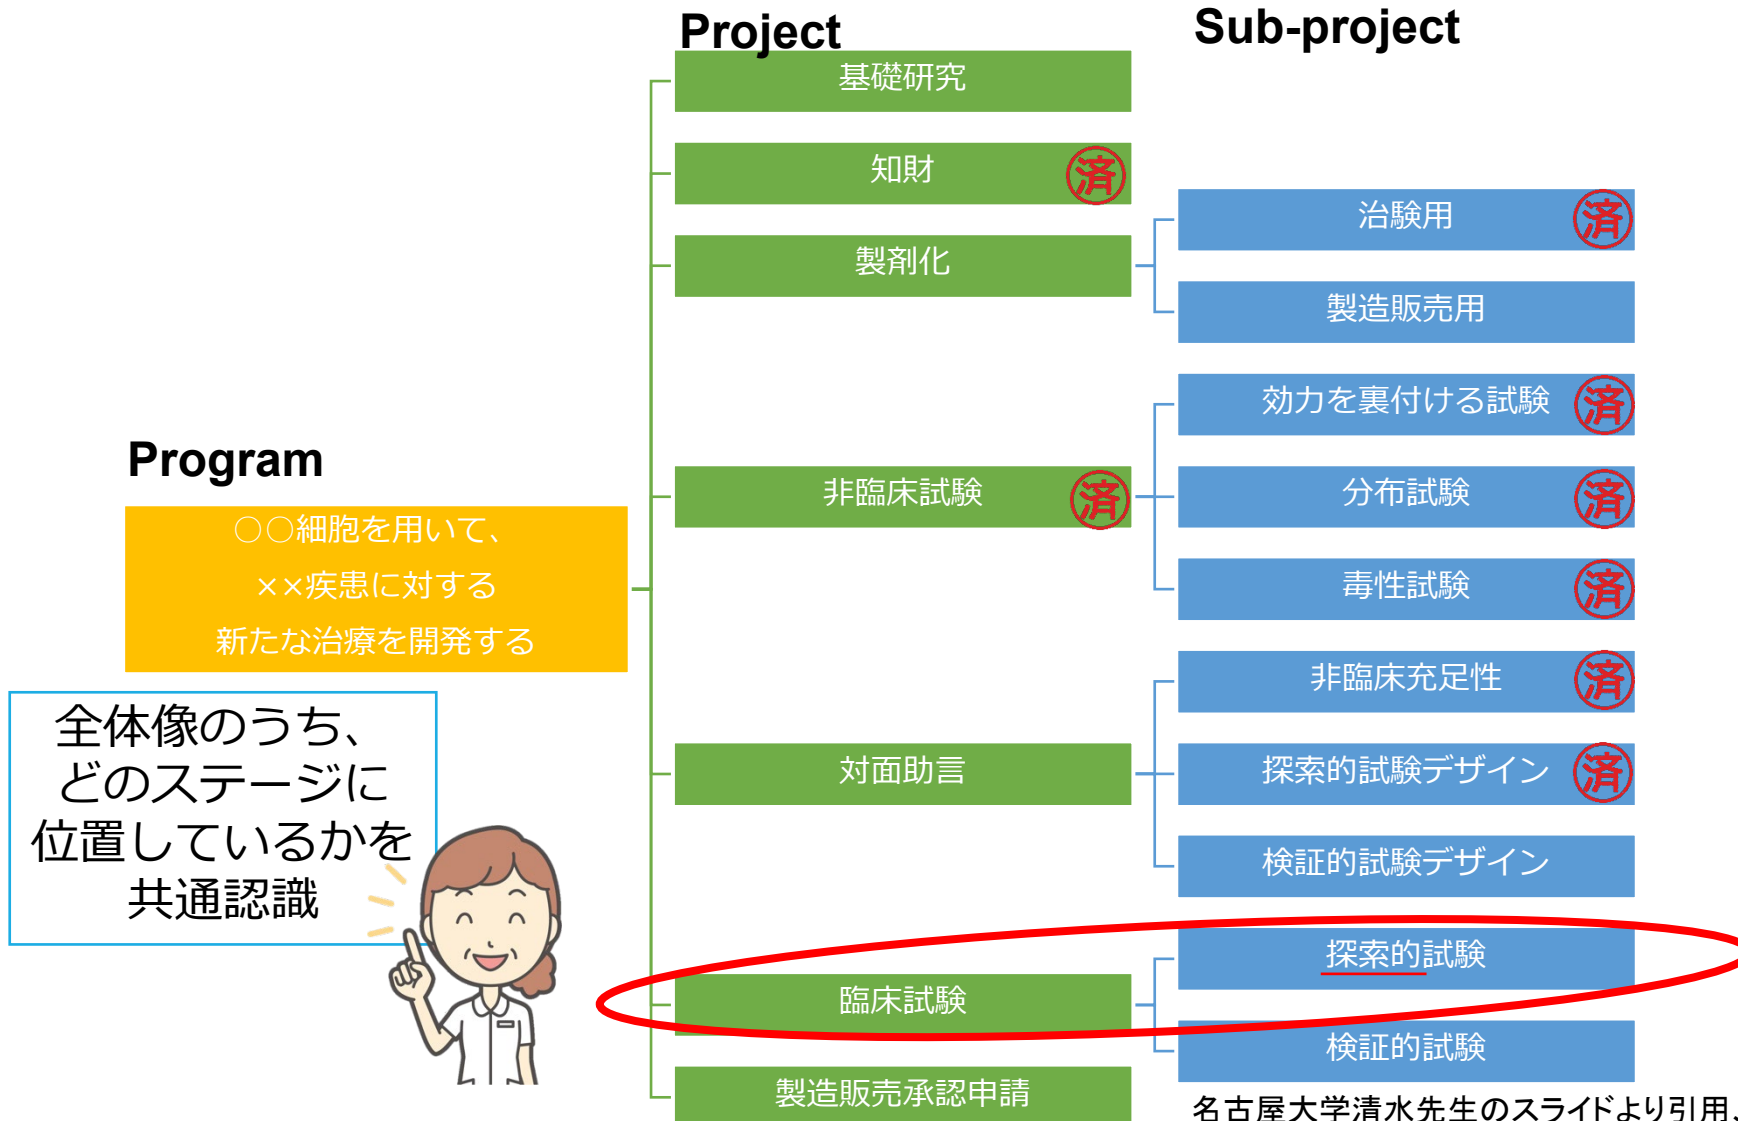 Project
Sub-project
基礎研究
知財
済
治験用
済
製剤化
製造販売用
効力を裏付ける試験
済
Program
非臨床試験
済
分布試験
済
○○細胞を用いて、
××疾患に対する
新たな治療を開発する
毒性試験
済
非臨床充足性
済
全体像のうち、
どのステージに
位置しているかを
共通認識
対面助言
探索的試験デザイン
済
検証的試験デザイン
探索的試験
臨床試験
検証的試験
製造販売承認申請
名古屋大学清水先生のスライドより引用、